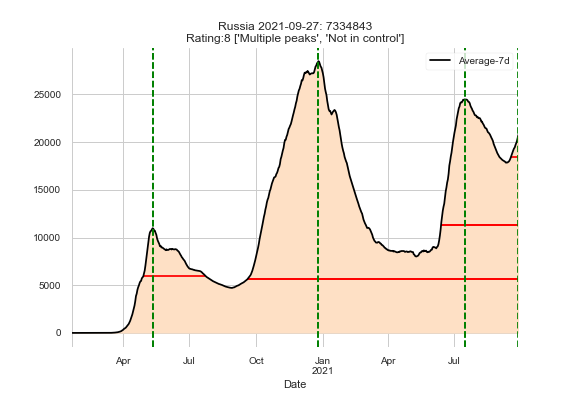 Russia 2021-09-27: 7334843
Rating:8 ['Multiple peaks', 'Not in control']
Average-7d
25000
20000
15000
10000
5000
0
Apr
Jul
Oct
Jan
2021
Apr
Jul
Date